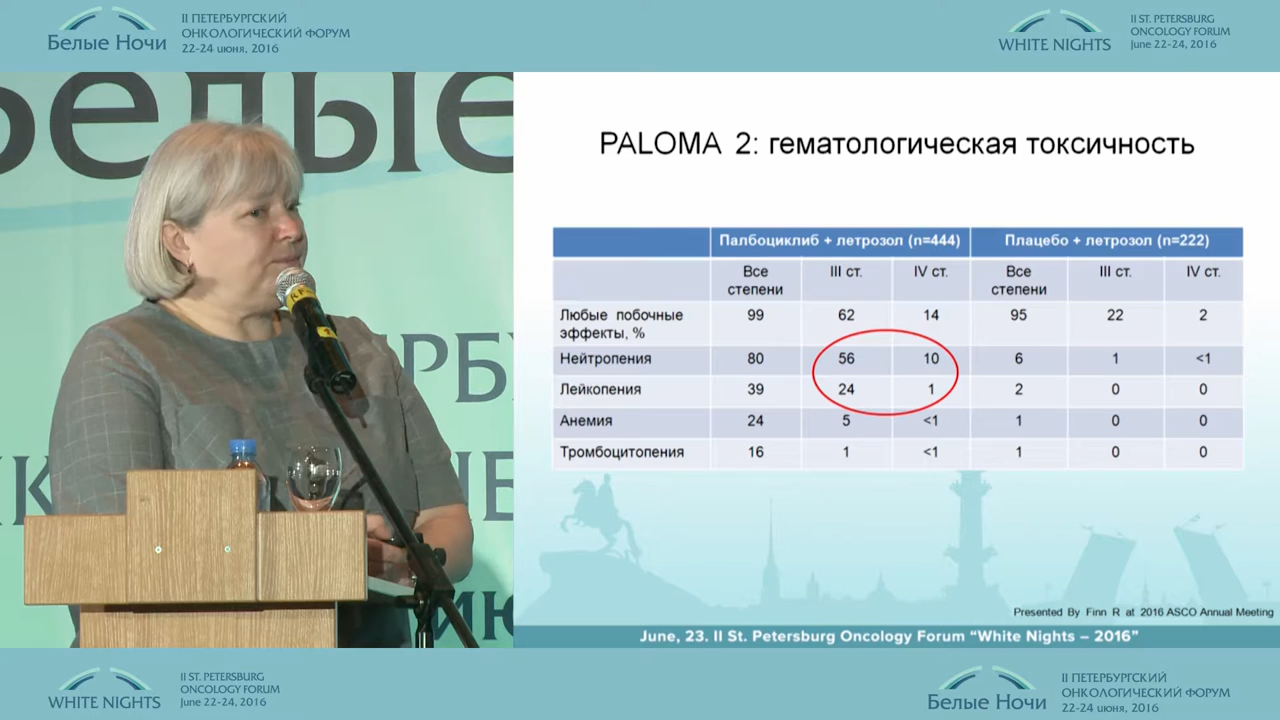 Белые Ночи
II ПЕТЕРБУРГСКИЙ
ОНКОЛОГИЧЕСКИЙ ФОРУМ
22-24 июня, 2016
WHITE NIGHTS
II ST. PETERSBURG
ONCOLOGY FORUM
June 22-24, 2016
Белые
PALOMA 2: гематологическая токсичность
Палбоциклиб + летрозол (n=444) Плацебо + летрозол (n=222)
Все степени III ст. IV ст. Все степени III ст. IV ст.
Любые побочные эффекты, % 99 62 14 95 22 2
Нейтропения 80 56 10 6 1 <1
Лейкопения 39 24 1 2 0 0
Анемия 24 5 <1 1 0 0
Тромбоцитопения 16 1 <1 1 0 0
Presented By Finn R at 2016 ASCO Annual Meeting
June, 23. II St. Petersburg Oncology Forum “White Nights – 2016”
WHITE NIGHTS
II ST. PETERSBURG
ONCOLOGY FORUM
June 22-24, 2016
Белые Ночи
II ПЕТЕРБУРГСКИЙ
ОНКОЛОГИЧЕСКИЙ ФОРУМ
22-24 июня, 2016